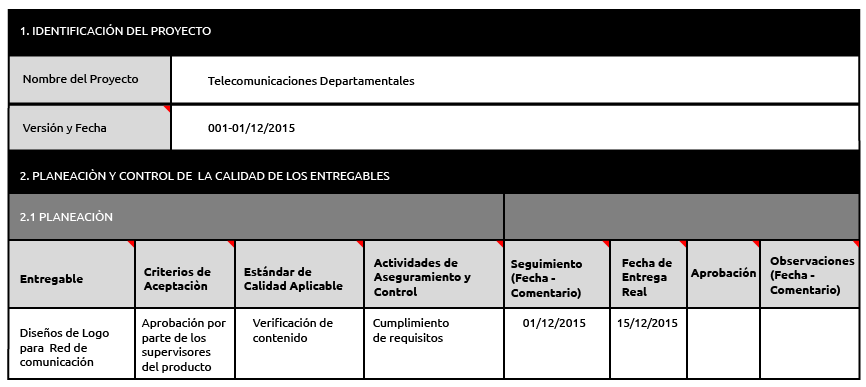 1. IDENTIFICACIÓN DEL PROYECTO
Nombre del Proyecto
Telecomunicaciones Departamentales
Versión y Fecha
001-01/12/2015
2. PLANEACIÒN Y CONTROL DE LA CALIDAD DE LOS ENTREGABLES
2.1 PLANEACIÒN
Entregable
Criterios de
Aceptaciòn
Estándar de
Calidad Aplicable
Actividades de
Aseguramiento y
Control
Seguimiento
(Fecha -
Comentario)
Fecha de
Entrega
Real
Aprobación
Observaciones
(Fecha -
Comentario)
Diseños de Logo
para Red de
comunicación
Aprobación por
parte de los
supervisores
del producto
Verificación de
contenido
Cumplimiento
de requisitos
01/12/2015
15/12/2015